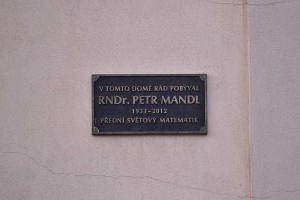 V TOMTO DOMĚ RÁD POBÝVAL
RNDr. PETR MANDL
1933-2012
PŘEDNÍ SVĚTOVÝ MATEMATIK